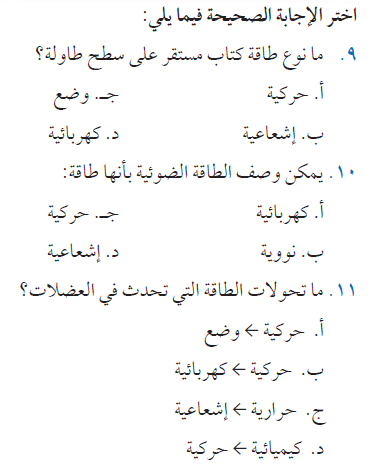 اختر الإجابة الصحيحة فيما يلي:
٩. ما نوع طاقة كتاب مستقر على سطح طاولة؟
أ. حركية جـ. وضع
ب. إشعاعية د. كهربائية
١٠. يمكن وصف الطاقة الضوئية بأنها طاقة:
أ. كهربائية جـ. حركية
ب. نووية د. إشعاعية
١١. ما تحولات الطاقة التي تحدث في العضلات؟
أ. حركية ← وضع
ب. حركية ← كهربائية
ج. حرارية ← إشعاعية
د. كيميائية ← حركية